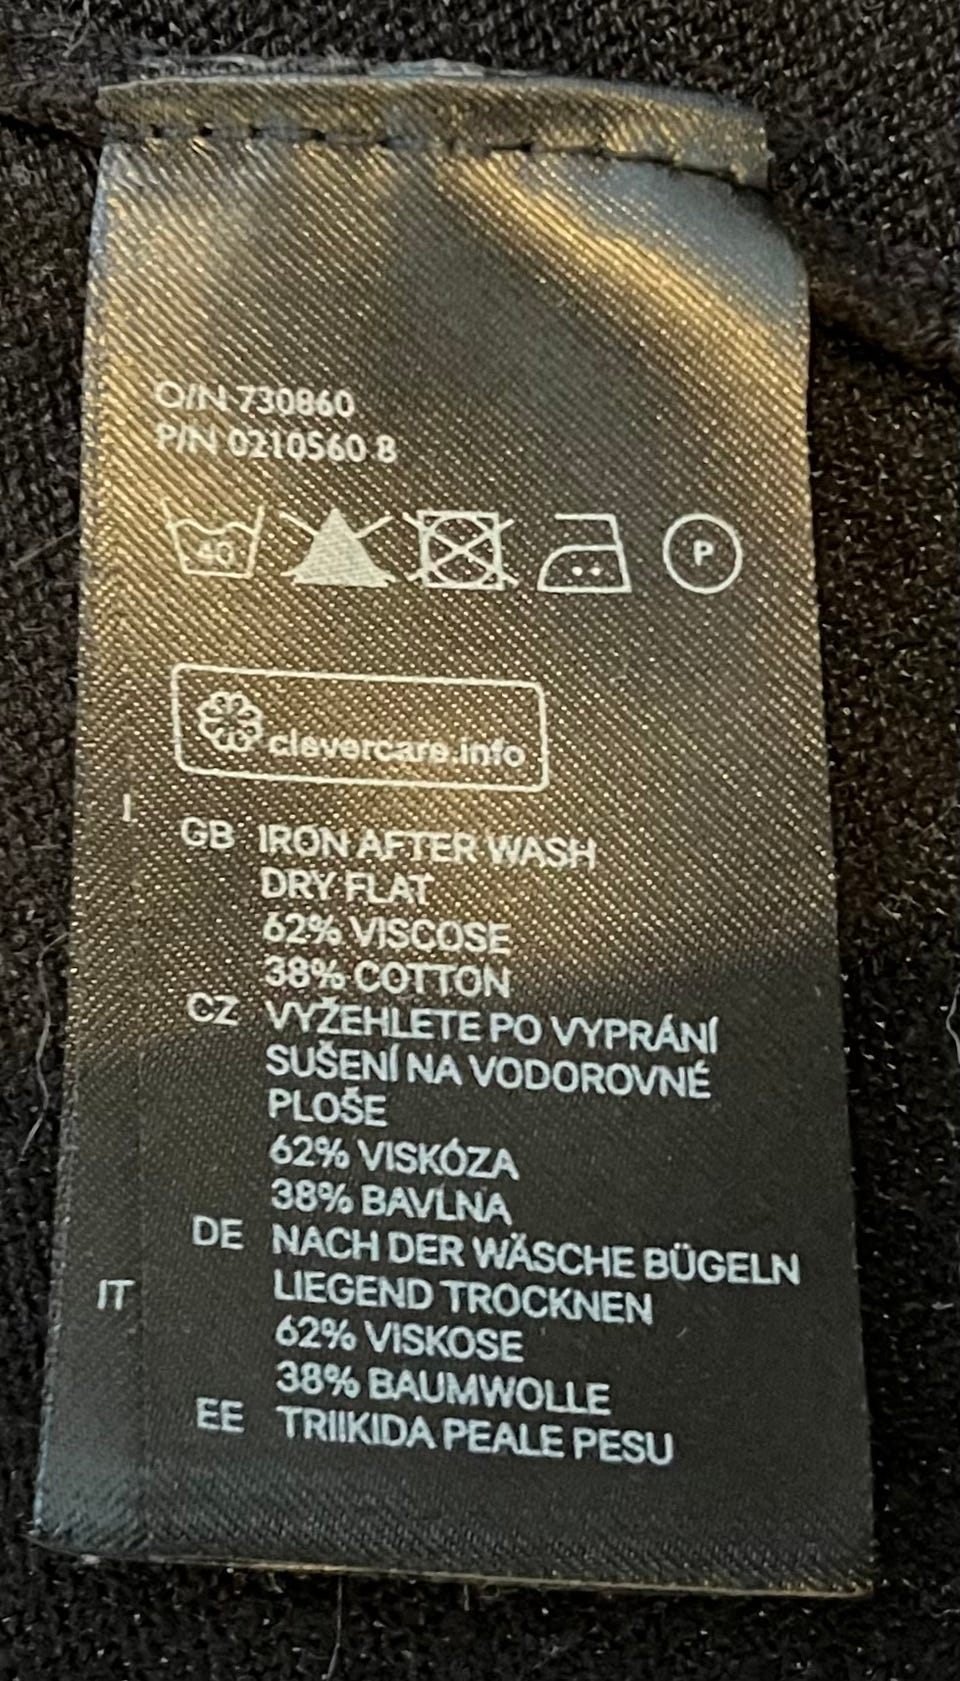 O/N 730860
P/N 0210560 8
40
P
clevercare.info
GB IRON AFTER WASH
DRY FLAT
62% VISCOSE
38% COTTON
CZ VYŽEHLETE PO VYPRÁNÍ
SUŠENÍ NA VODOROVNÉ
PLOŠE
62% VISKÓZA
38% BAVLNA
DE NACH DER WÄSCHE BÜGELN
LIEGEND TROCKNEN
62% VISKOSE
38% BAUMWOLLE
EE TRIIKIDA PEALE PESU
IT